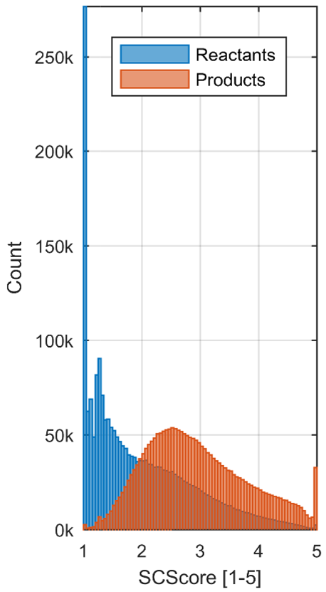 250k
200k
150k
100k
50k
0k
Count
Reactants
Products
1 2 3 4 5
SCScore [1-5]